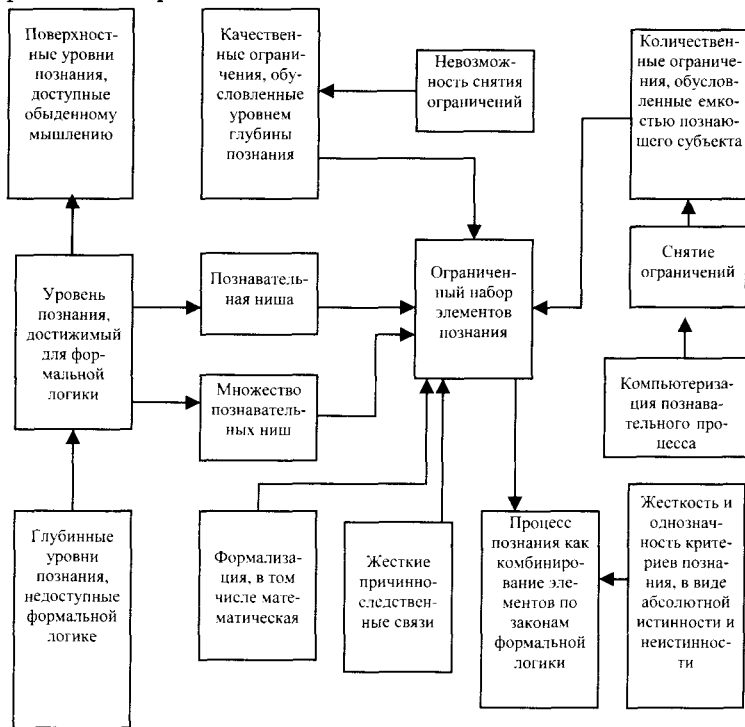 Поверхност-
ные уровни
познания,
доступные
обыденному
мышлению
Качествен-
ные ограни-
чения, обу-
словленные
уровнем
глубины
познания
Невозмож-
ность снятия
ограничений
Количествен-
ные ограниче-
ния, обуслов-
ленные емко-
стью познаю-
щего субъекта
Снятие
ограничений
Уровень
познания,
достижимый
для фор-
мальной
логики
Познаватель-
ная ниша
Ограничен-
ный набор
элементов
познания
Множество
познаватель-
ных ниш
Компьютериза-
ция познава-
тельного про-
цесса
Глубинные
уровни
познания,
недоступные
формальной
логике
Формализа-
ция, в том
числе мате-
матическая
Жесткие
причинно-
следствен-
ные связи
Процесс
познания как
комбиниро-
вание эле-
ментов по
законам
формальной
логики
Жесткость и
однознач-
ность крите-
риев позна-
ния, в виде
абсолютной
истинности и
неистиннос-
ти